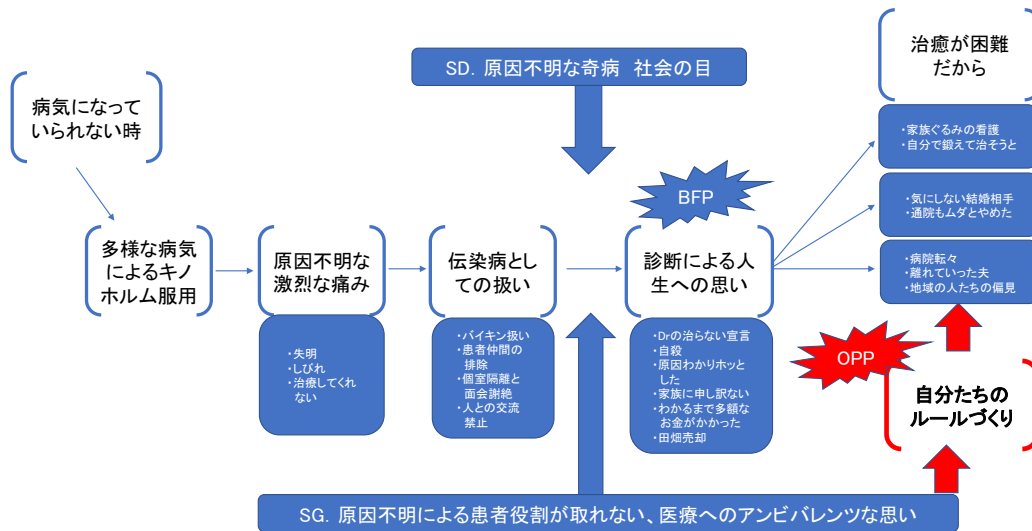 SD．原因不明な奇病　社会の目
病気になって
いられない時
多様な病気
によるキノ
ホルム服用
原因不明な
激烈な痛み
・失明
・しびれ
・治療してくれ
ない
伝染病とし
ての扱い
・バイキン扱い
・患者仲間の
排除
・個室隔離と
面会謝絶
・人との交流
禁止
BFP
診断による人
生への思い
・Drの治らない宣言
・自殺
・原因わかりホッと
した
・家族に申し訳ない
・わかるまで多額な
お金がかかった
・田畑売却
治癒が困難
だから
・家族ぐるみの看護
・自分で鍛えて治そうと
・気にしない結婚相手
・通院もムダとやめた
・病院転々
・離れていった夫
・地域の人たちの偏見
OPP
自分たちの
ルールづくり
SG．原因不明による患者役割が取れない、医療へのアンビバレンツな思い